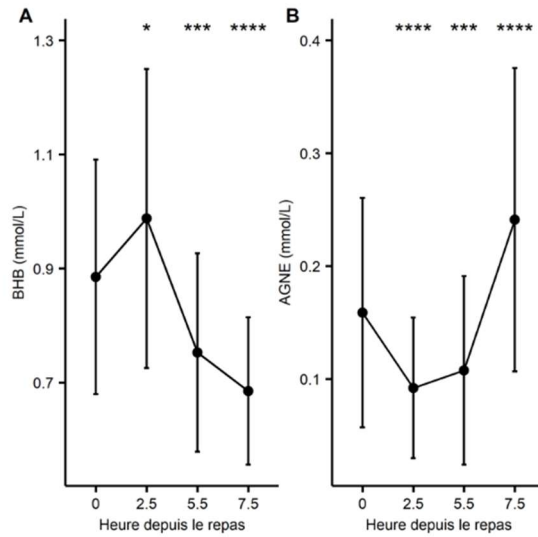 A
* *** ****
1.3
1.1
0.9
0.7
BHB (mmol/L)
0 2.5 5.5 7.5
Heure depuis le repas
B
**** *** ****
0.4
0.3
0.2
0.1
AGNE (mmol/L)
0 2.5 5.5 7.5
Heure depuis le repas